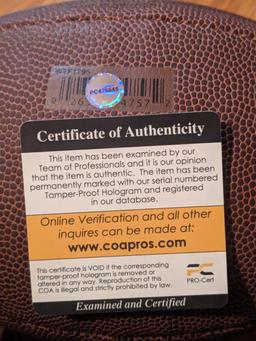 Certificate of Authenticity
This item has been examined by our
Team of Professionals and it is our opinion
that the item is authentic. The item has been
permanently marked with our serial numbered
Tamper-Proof Hologram and registered
in our database.
Online Verification and all other
inquires can be made at:
www.coapros.com
This certificate is VOID if the corresponding
tamper-proof hologram is removed or
altered in any way. Reproduction of this
COA is illegal and strictly prohibited by law.
PC
PRO-Cert
Examined and Certified